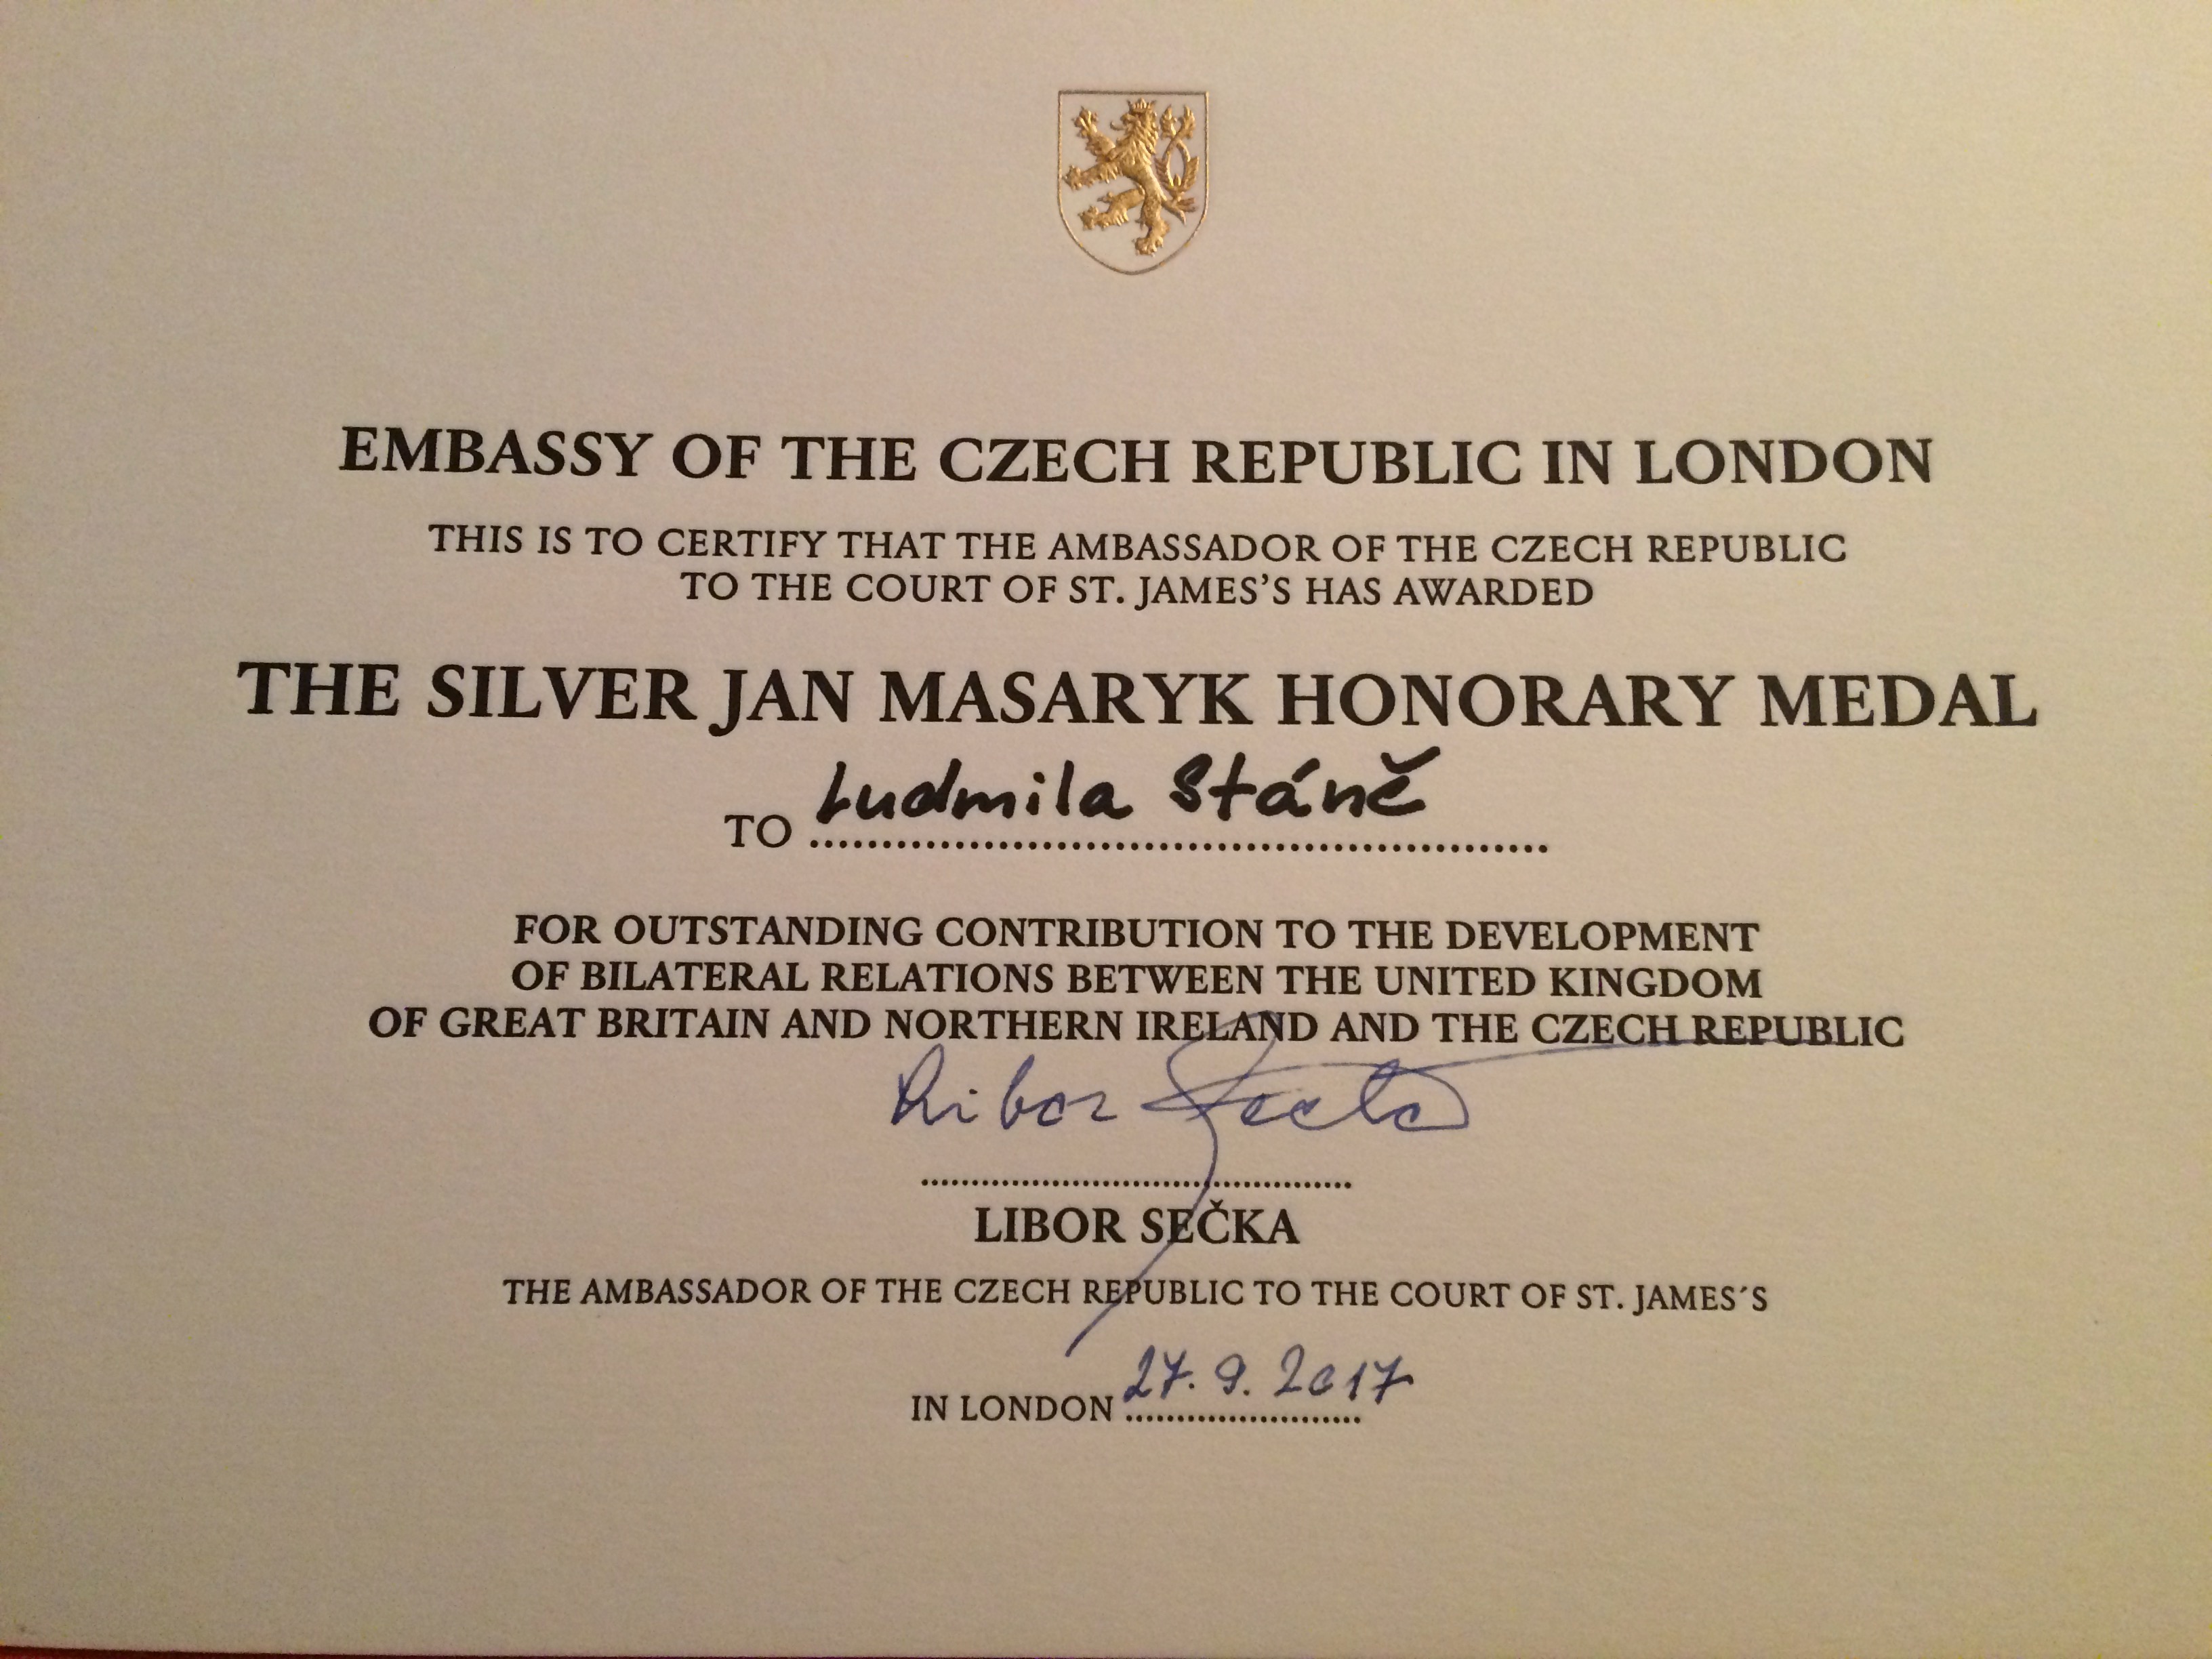 EMBASSY OF THE CZECH REPUBLIC IN LONDON
THIS IS TO CERTIFY THAT THE AMBASSADOR OF THE CZECH REPUBLIC
TO THE COURT OF ST. JAMES’S HAS AWARDED
THE SILVER JAN MASARYK HONORARY MEDAL
TO Ludmila Stáně
FOR OUTSTANDING CONTRIBUTION TO THE DEVELOPMENT
OF BILATERAL RELATIONS BETWEEN THE UNITED KINGDOM
OF GREAT BRITAIN AND NORTHERN IRELAND AND THE CZECH REPUBLIC
Libor Sečka
LIBOR SEČKA
THE AMBASSADOR OF THE CZECH REPUBLIC TO THE COURT OF ST. JAMES´S
IN LONDON 27. 9. 2017